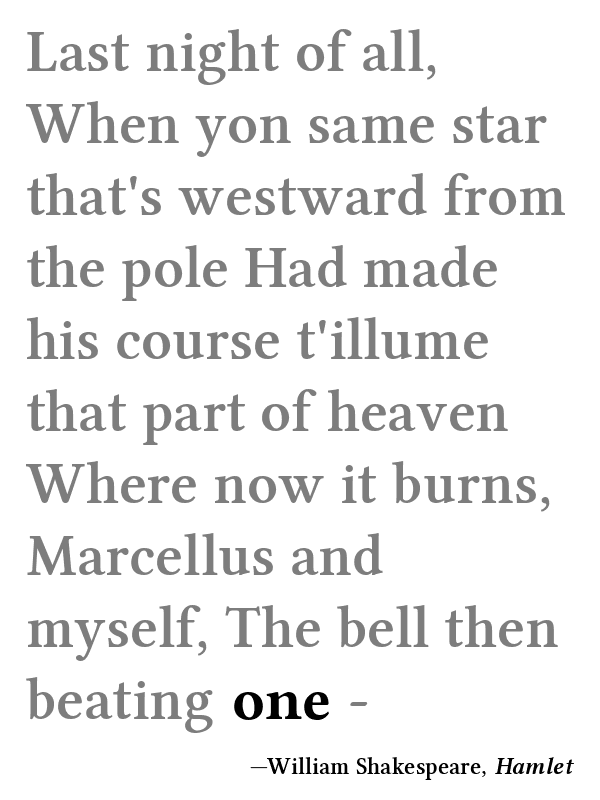 Last night of all,
When yon same star
that's westward from
the pole Had made
his course t'illume
that part of heaven
Where now it burns,
Marcellus and
myself, The bell then
beating one -
—William Shakespeare, Hamlet